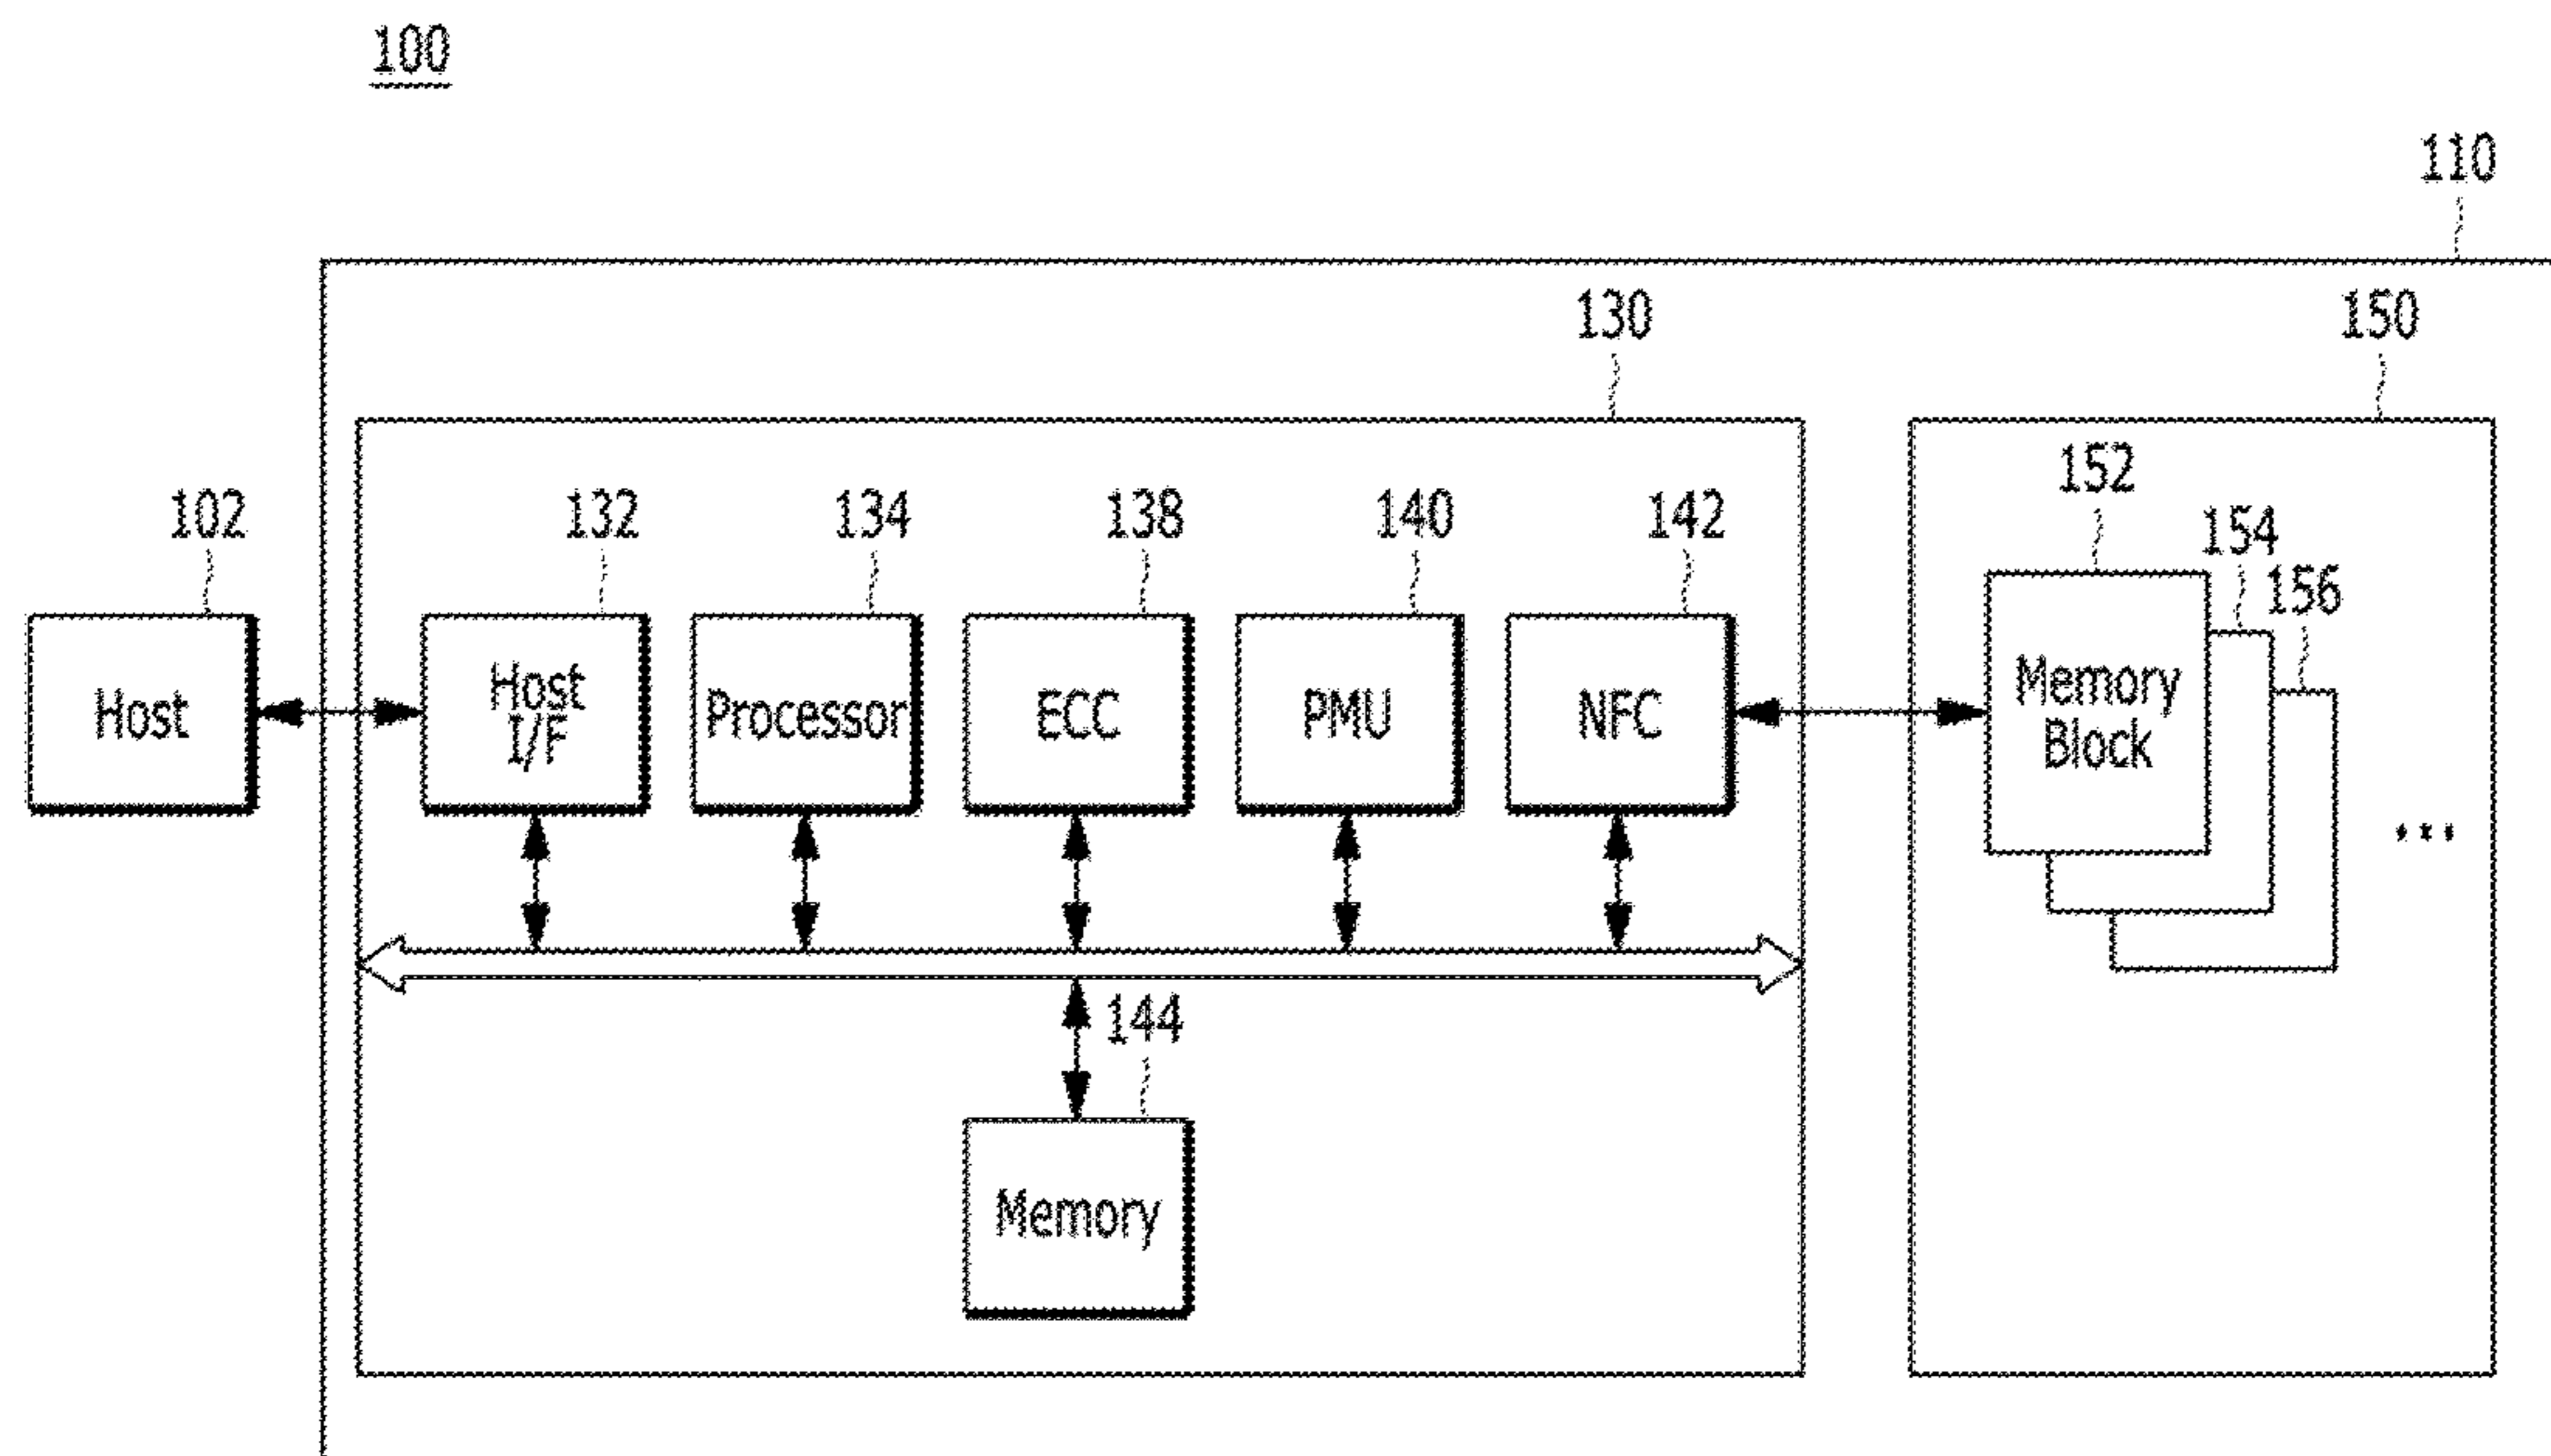 100
110
130
150
152
102
132
134
138
140
142
154
156
Host
Host
I/F
Processor
ECC
PMU
NFC
Memory
Block
...
144
Memory